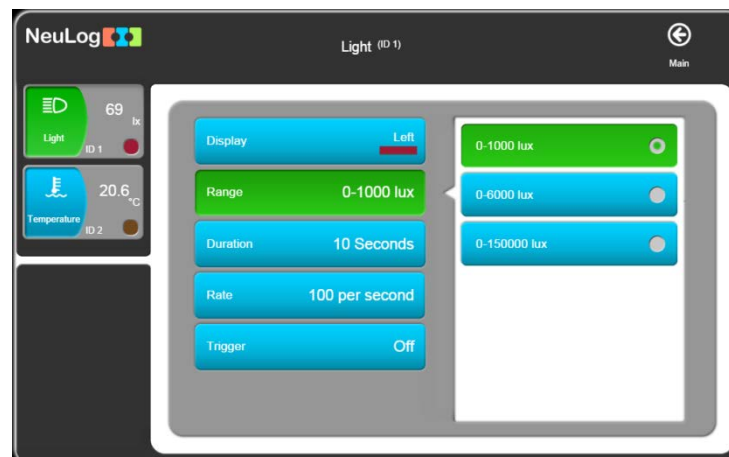 NeuLog
Light (ID 1)
Main
69 lx
Light
ID 1
20.6 °C
Temperature
ID 2
Display Left
Range 0-1000 lux
Duration 10 Seconds
Rate 100 per second
Trigger Off
0-1000 lux
0-6000 lux
0-150000 lux